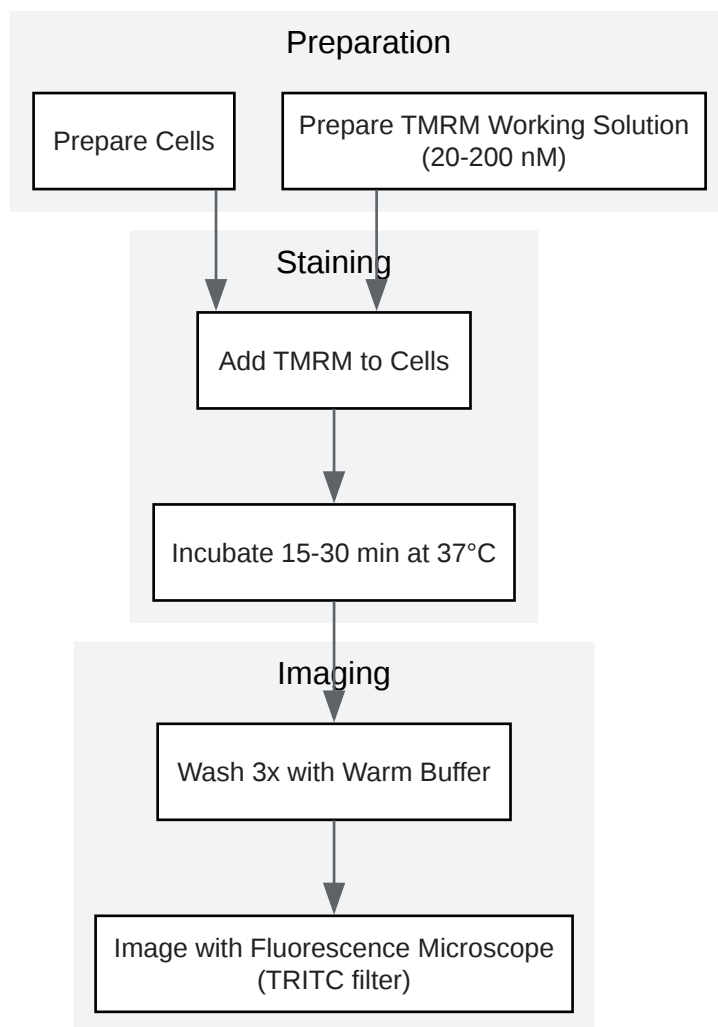 Preparation
Prepare Cells
Prepare TMRM Working Solution
(20-200 nM)
Staining
Add TMRM to Cells
Incubate 15-30 min at 37°C
Imaging
Wash 3x with Warm Buffer
Image with Fluorescence Microscope
(TRITC filter)